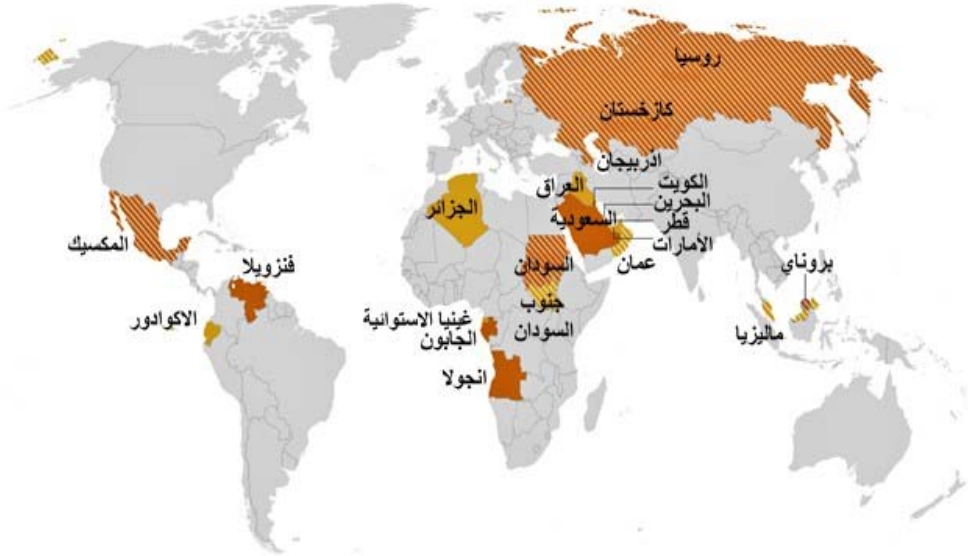 روسيا
كازخستان
اذربيجان
الكويت
العراق
البحرين
الجزائر
السعودية
قطر
الأمارات
المكسيك
السودان
عمان
بروناي
فنزويلا
جنوب
السودان
الاكوادور
غينيا الاستوائية
الجابون
ماليزيا
انجولا